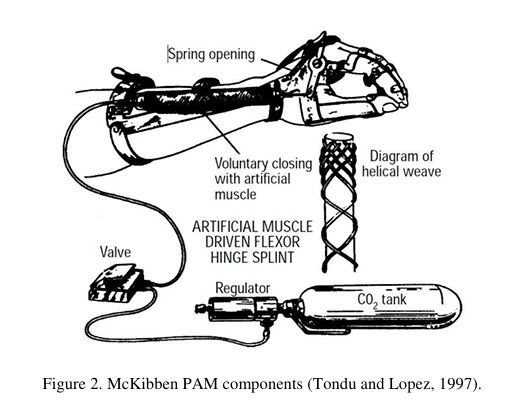 Spring opening
Voluntary closing
with artificial
muscle
Diagram of
helical weave
ARTIFICIAL MUSCLE
DRIVEN FLEXOR
HINGE SPLINT
Valve
Regulator
CO₂ tank
Figure 2. McKibben PAM components (Tondu and Lopez, 1997).